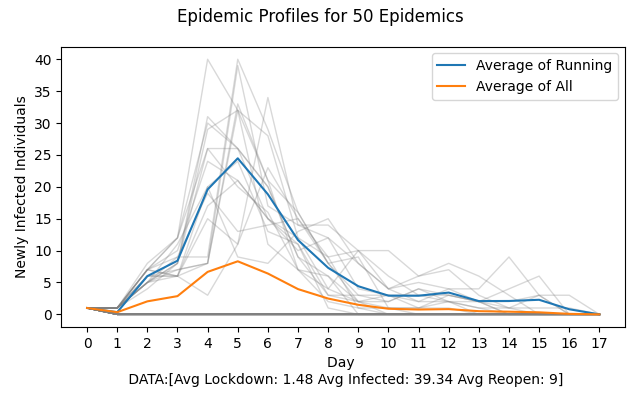 Epidemic Profiles for 50 Epidemics
Newly Infected Individuals
40
35
30
25
20
15
10
5
0
Average of Running
Average of All
0 1 2 3 4 5 6 7 8 9 10 11 12 13 14 15 16 17
Day
DATA:[Avg Lockdown: 1.48 Avg Infected: 39.34 Avg Reopen: 9]